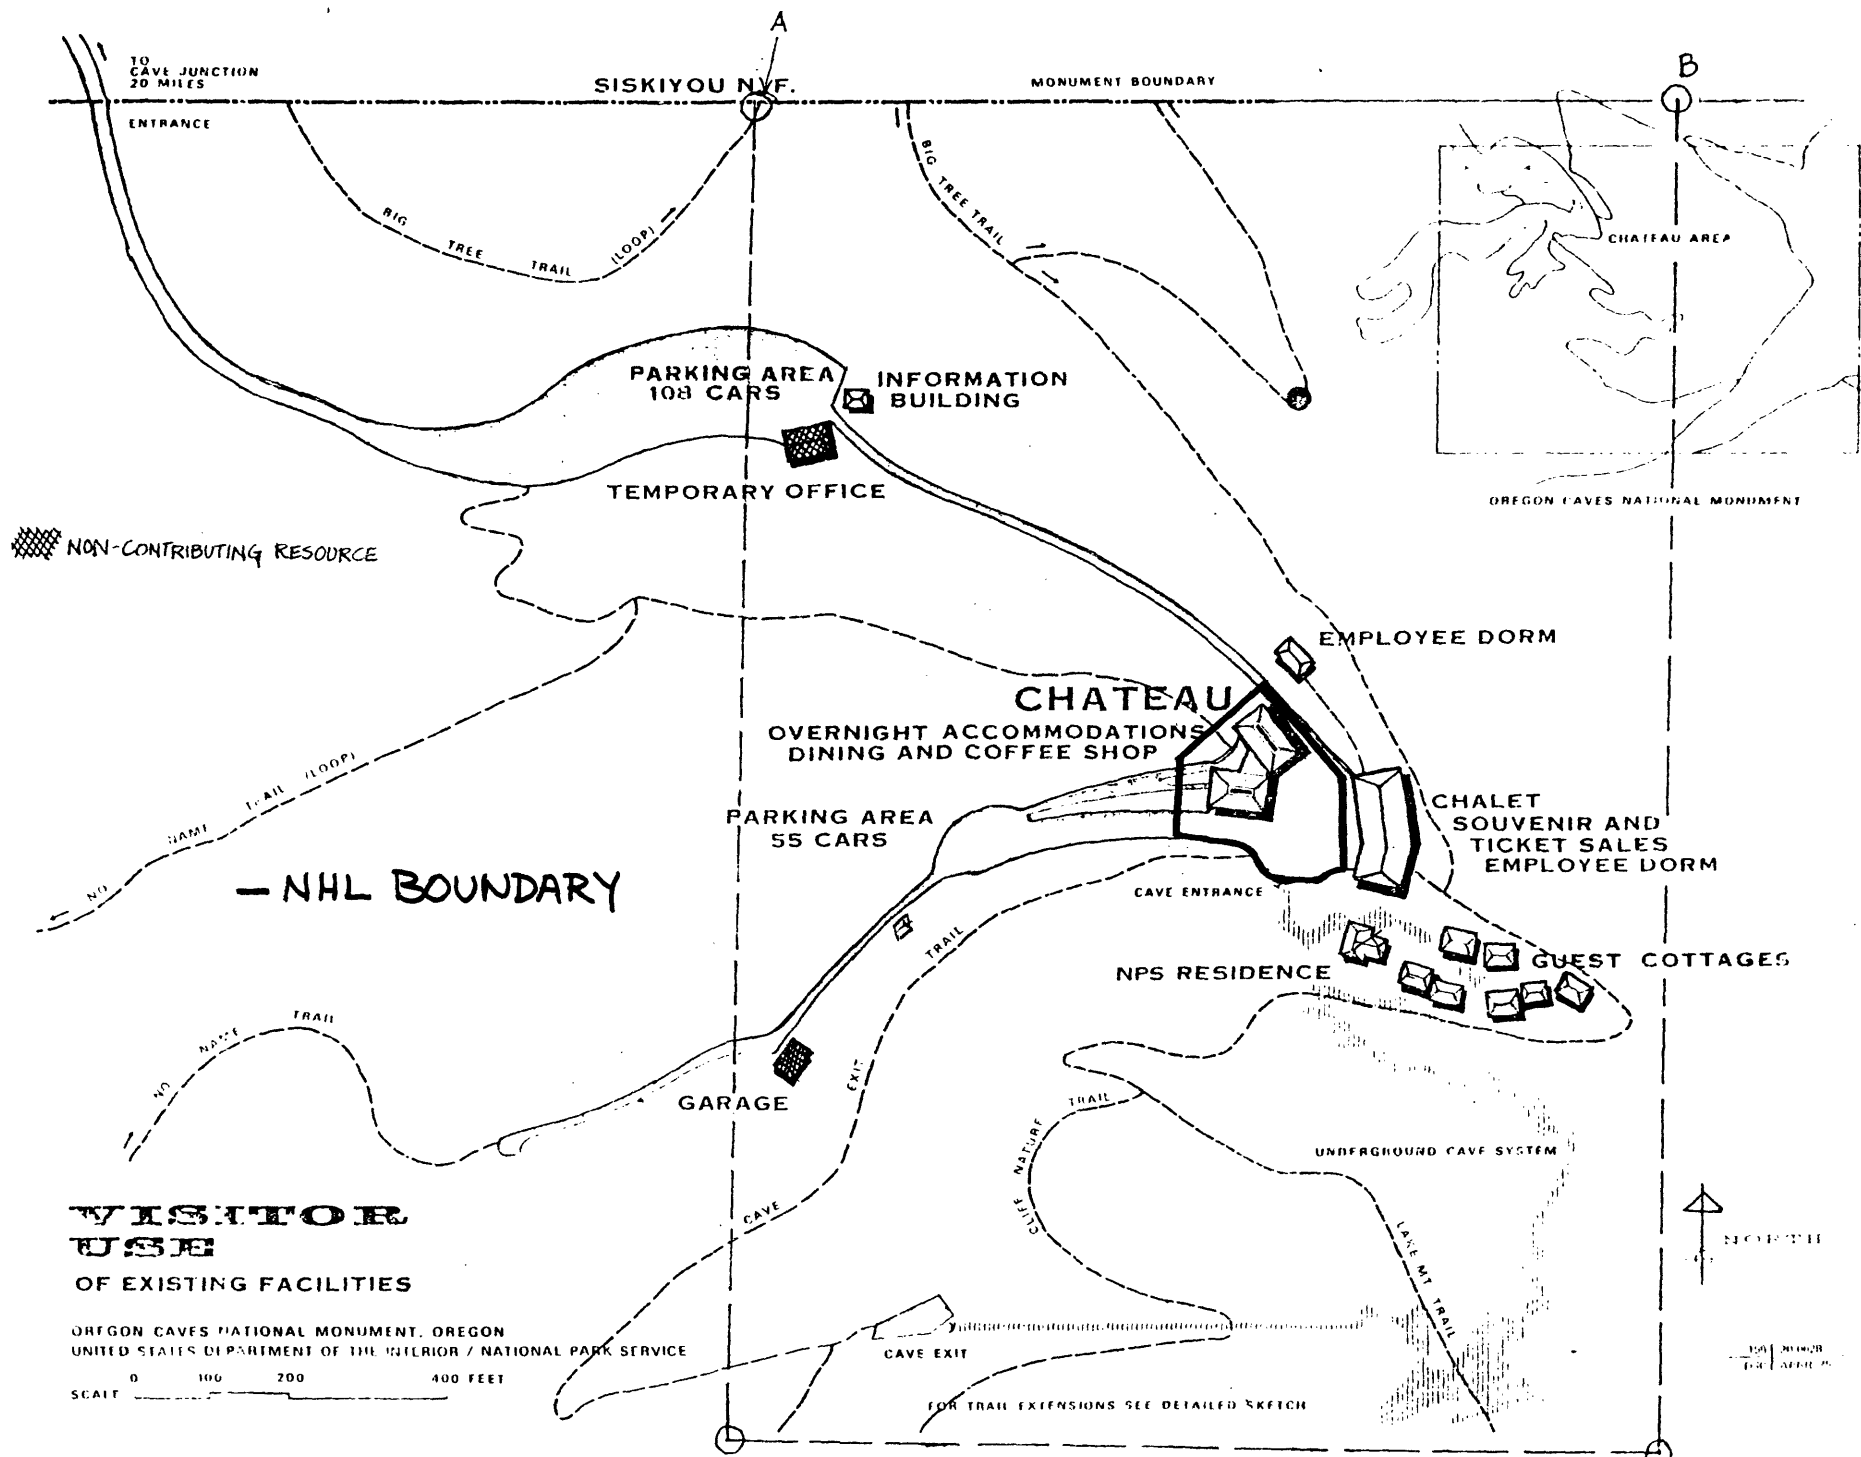 A
B
TO
CAVE JUNCTION
20 MILES
SISKIYOU N.F.
MONUMENT BOUNDARY
ENTRANCE
BIG TREE TRAIL (LOOP)
BIG TREE TRAIL
CHATEAU AREA
PARKING AREA
108 CARS
INFORMATION
BUILDING
TEMPORARY OFFICE
OREGON CAVES NATIONAL MONUMENT
NON-CONTRIBUTING RESOURCE
EMPLOYEE DORM
CHATEAU
OVERNIGHT ACCOMMODATIONS
DINING AND COFFEE SHOP
PARKING AREA
55 CARS
CHALET
SOUVENIR AND
TICKET SALES
EMPLOYEE DORM
NO NAME TRAIL (LOOP)
— NHL BOUNDARY
CAVE ENTRANCE
NPS RESIDENCE
GUEST COTTAGES
NO NAME TRAIL
GARAGE
CAVE EXIT TRAIL
CLIFF NATURE TRAIL
UNDERGROUND CAVE SYSTEM
LAKE MT TRAIL
NORTH
VISITOR
USE
OF EXISTING FACILITIES
OREGON CAVES NATIONAL MONUMENT, OREGON
UNITED STATES DEPARTMENT OF THE INTERIOR / NATIONAL PARK SERVICE
0 100 200 400 FEET
SCALE
CAVE EXIT
FOR TRAIL EXTENSIONS SEE DETAILED SKETCH